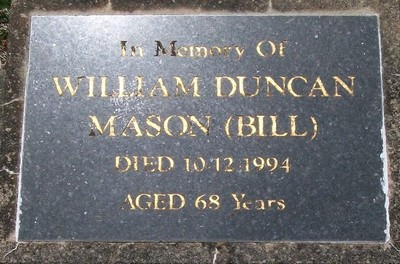 In Memory Of
WILLIAM DUNCAN
MASON (BILL)
DIED 10.12.1994
AGED 68 Years